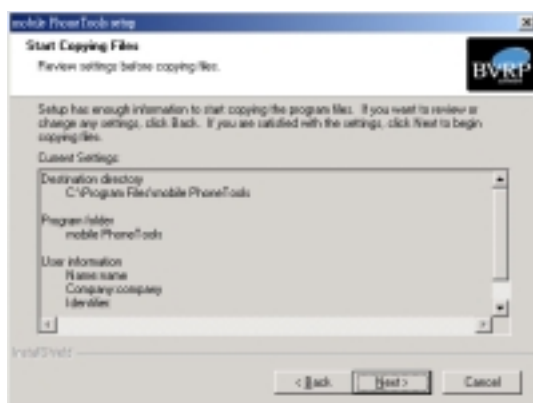 mobile PhoneTools setup
Start Copying Files
Review settings before copying files.
BVRP
Setup has enough information to start copying the program files.  If you want to review or
change any settings, click Back.  If you are satisfied with the settings, click Next to begin
copying files.
Current Settings:
Destination directory
C:\Program Files\mobile PhoneTools
Program folder
mobile PhoneTools
User information
Name:name
Company:company
Identifier
InstallShield
< Back
Next >
Cancel